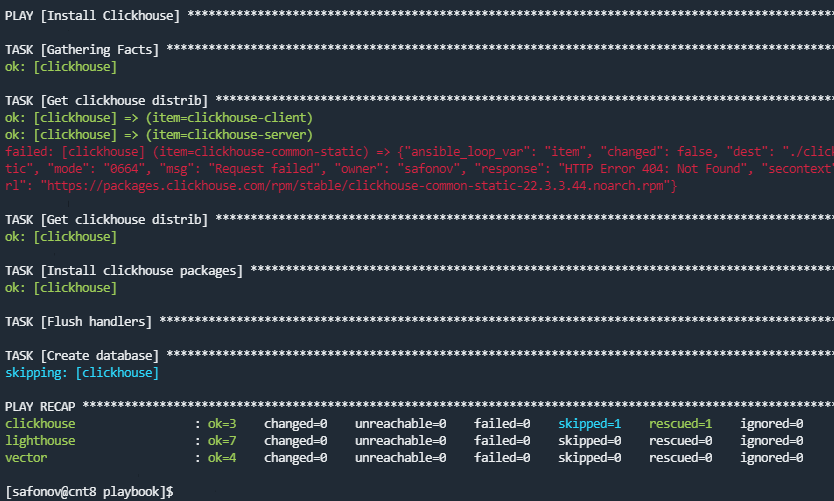 PLAY [Install Clickhouse] ********************************************************************************************
TASK [Gathering Facts] ***********************************************************************************************
ok: [clickhouse]
TASK [Get clickhouse distrib] ****************************************************************************************
ok: [clickhouse] => (item=clickhouse-client)
ok: [clickhouse] => (item=clickhouse-server)
failed: [clickhouse] (item=clickhouse-common-static) => {"ansible_loop_var": "item", "changed": false, "dest": "./clic
tic", "mode": "0664", "msg": "Request failed", "owner": "safonov", "response": "HTTP Error 404: Not Found", "secontext"
rl": "https://packages.clickhouse.com/rpm/stable/clickhouse-common-static-22.3.3.44.noarch.rpm"}
TASK [Get clickhouse distrib] ****************************************************************************************
ok: [clickhouse]
TASK [Install clickhouse packages] ***********************************************************************************
ok: [clickhouse]
TASK [Flush handlers] ************************************************************************************************
TASK [Create database] ***********************************************************************************************
skipping: [clickhouse]
PLAY RECAP ***********************************************************************************************************
clickhouse : ok=3 changed=0 unreachable=0 failed=0 skipped=1 rescued=1 ignored=0
lighthouse : ok=7 changed=0 unreachable=0 failed=0 skipped=0 rescued=0 ignored=0
vector : ok=4 changed=0 unreachable=0 failed=0 skipped=0 rescued=0 ignored=0
[safonov@cnt8 playbook]$